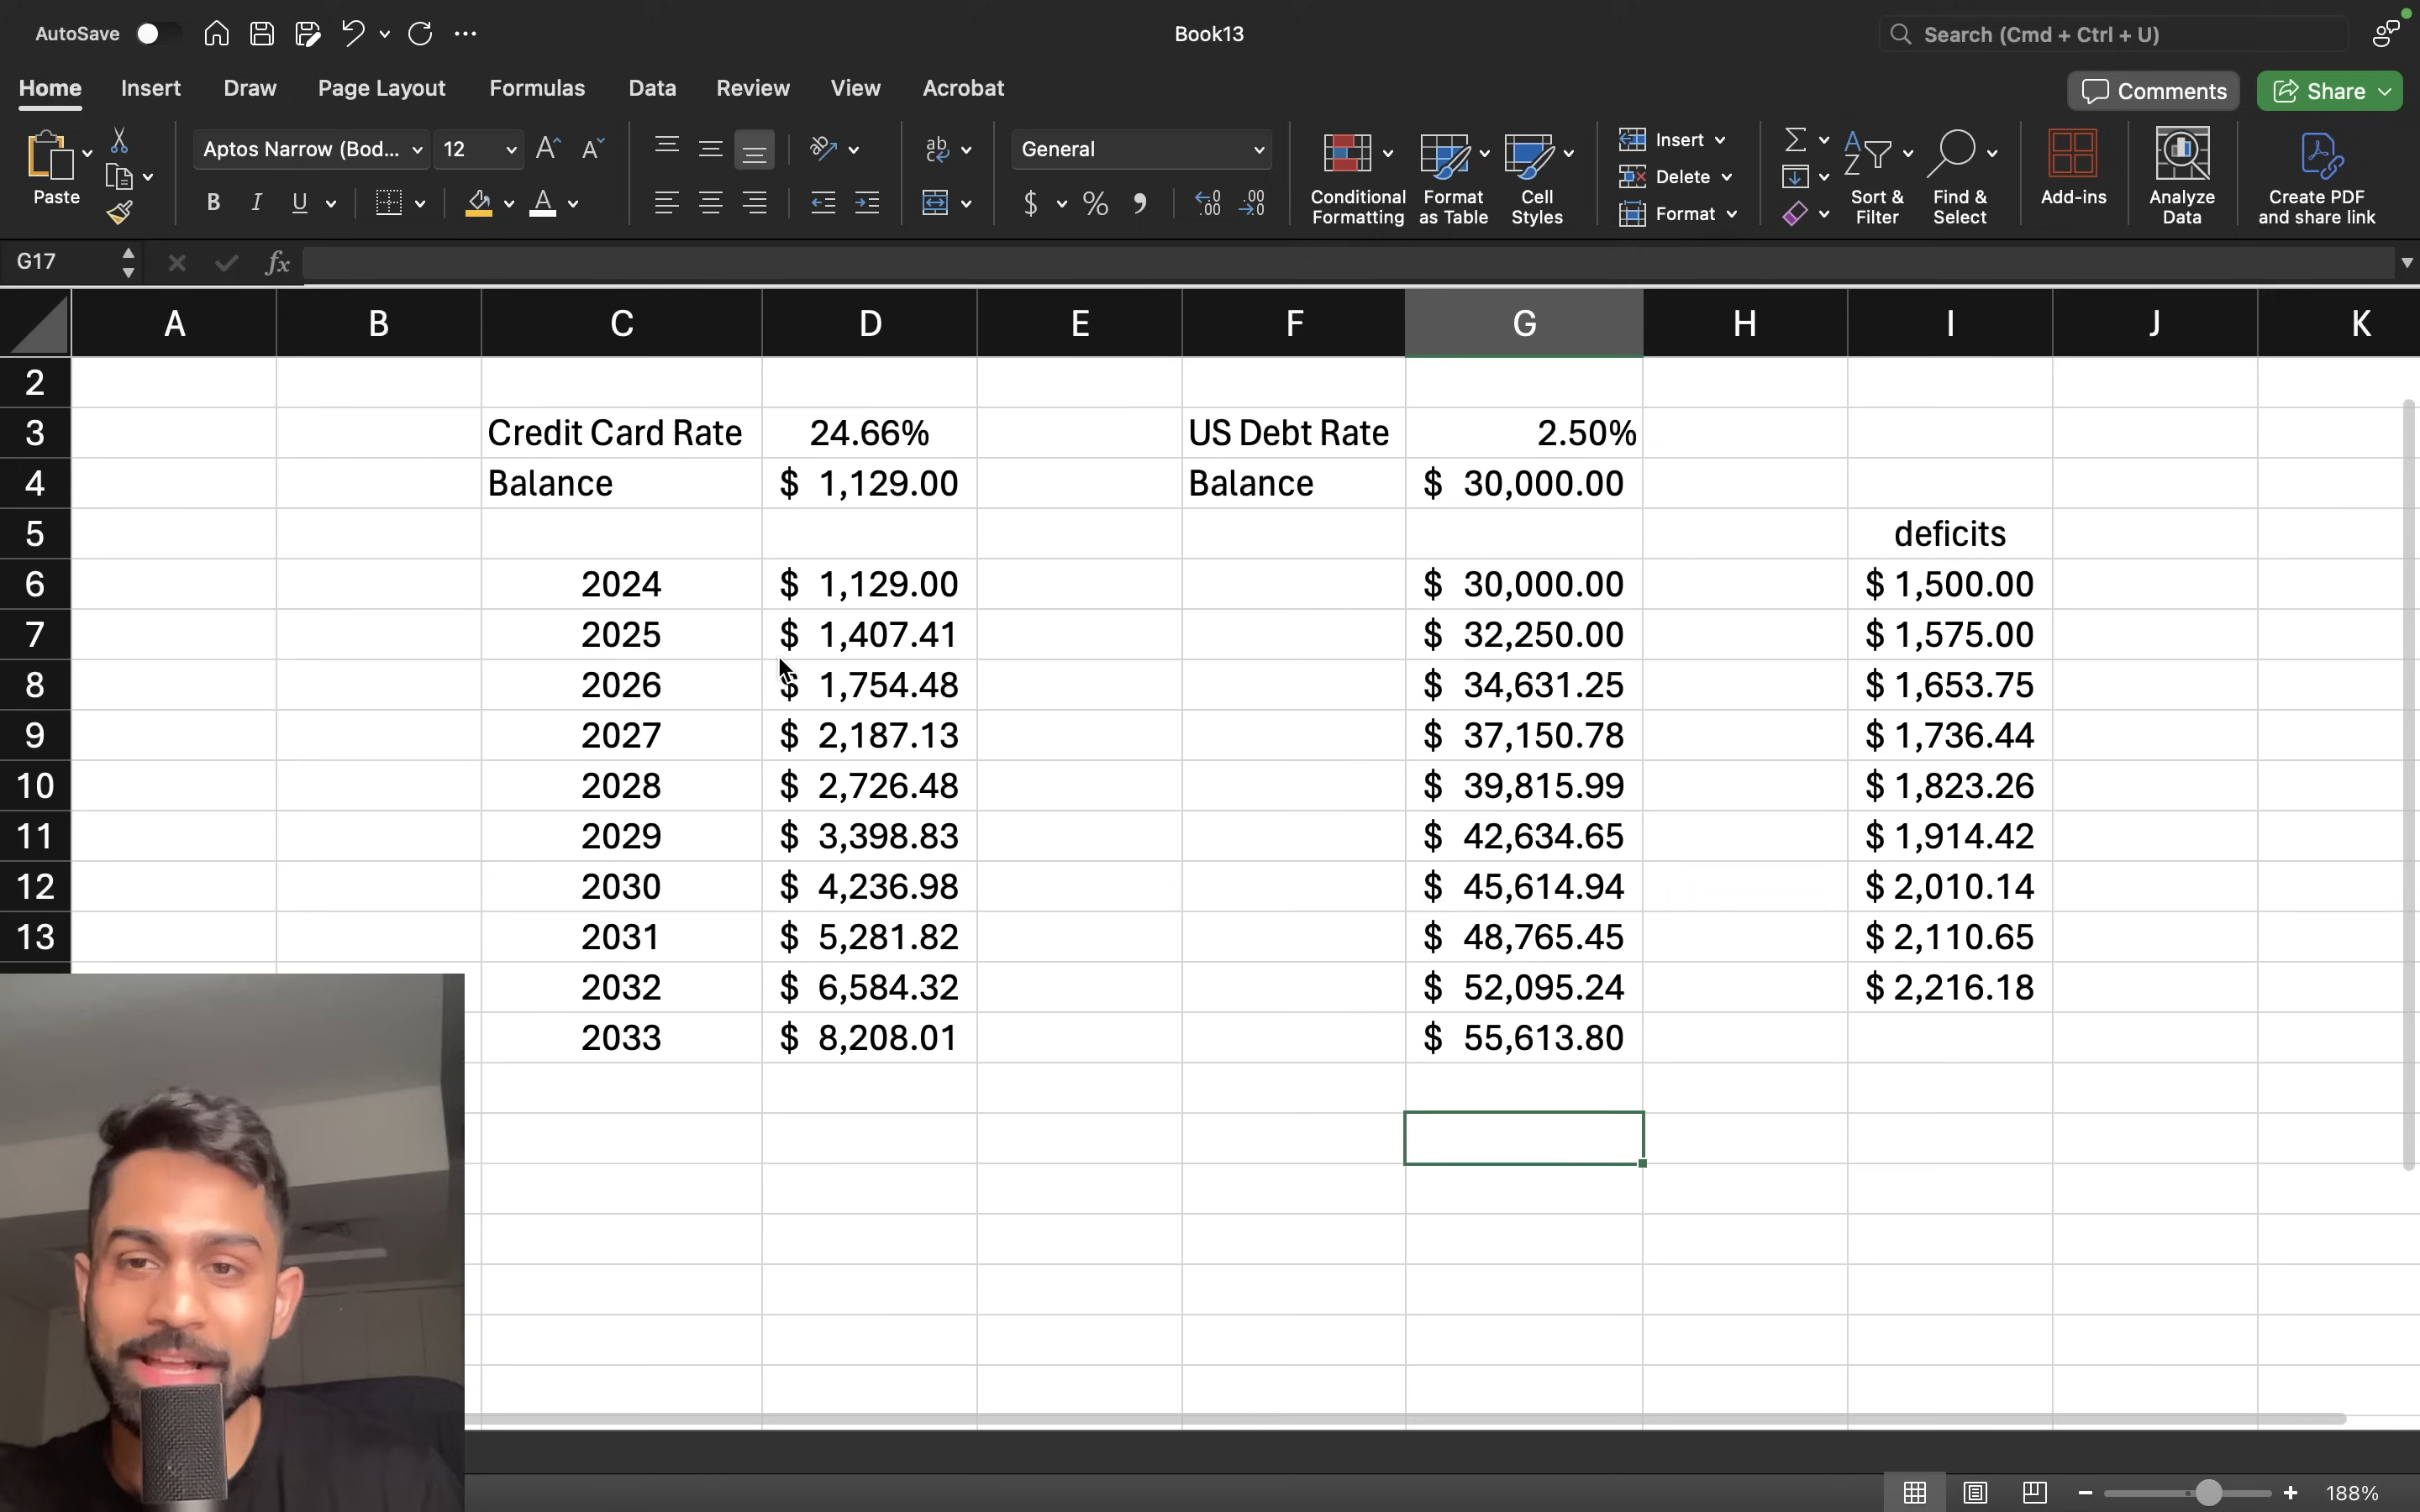 AutoSave Book13 Search (Cmd + Ctrl + U)
Home Insert Draw Page Layout Formulas Data Review View Acrobat Comments Share
Paste Aptos Narrow (Bod... 12 A A ab General Conditional Formatting Format as Table Cell Styles Insert Delete Format Sort & Filter Find & Select Add-ins Analyze Data Create PDF and share link
B I U A $ % .00 .00
G17 fx
A B C D E F G H I J K
2
3 Credit Card Rate 24.66% US Debt Rate 2.50%
4 Balance $ 1,129.00 Balance $ 30,000.00
5 deficits
6 2024 $ 1,129.00 $ 30,000.00 $ 1,500.00
7 2025 $ 1,407.41 $ 32,250.00 $ 1,575.00
8 2026 $ 1,754.48 $ 34,631.25 $ 1,653.75
9 2027 $ 2,187.13 $ 37,150.78 $ 1,736.44
10 2028 $ 2,726.48 $ 39,815.99 $ 1,823.26
11 2029 $ 3,398.83 $ 42,634.65 $ 1,914.42
12 2030 $ 4,236.98 $ 45,614.94 $ 2,010.14
13 2031 $ 5,281.82 $ 48,765.45 $ 2,110.65
2032 $ 6,584.32 $ 52,095.24 $ 2,216.18
2033 $ 8,208.01 $ 55,613.80
188%